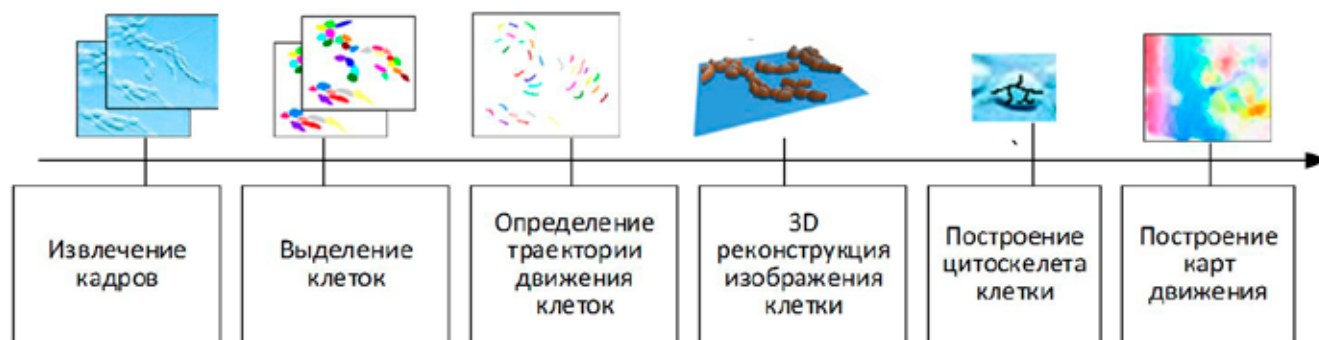 Извлечение
кадров
Выделение
клеток
Определение
траектории
движения
клеток
3D
реконструкция
изображения
клетки
Построение
цитоскелета
клетки
Построение
карт
движения